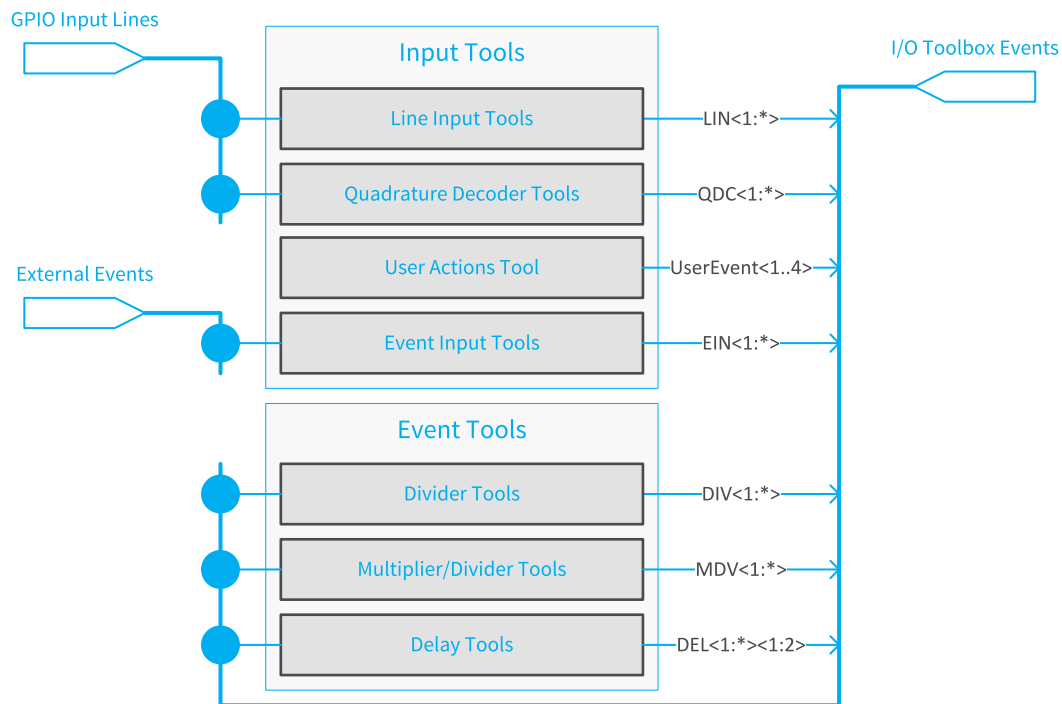 GPIO Input Lines
I/O Toolbox Events
Input Tools
Line Input Tools
LIN<1:*>
Quadrature Decoder Tools
QDC<1:*>
User Actions Tool
UserEvent<1..4>
External Events
Event Input Tools
EIN<1:*>
Event Tools
Divider Tools
DIV<1:*>
Multiplier/Divider Tools
MDV<1:*>
Delay Tools
DEL<1:*><1:2>